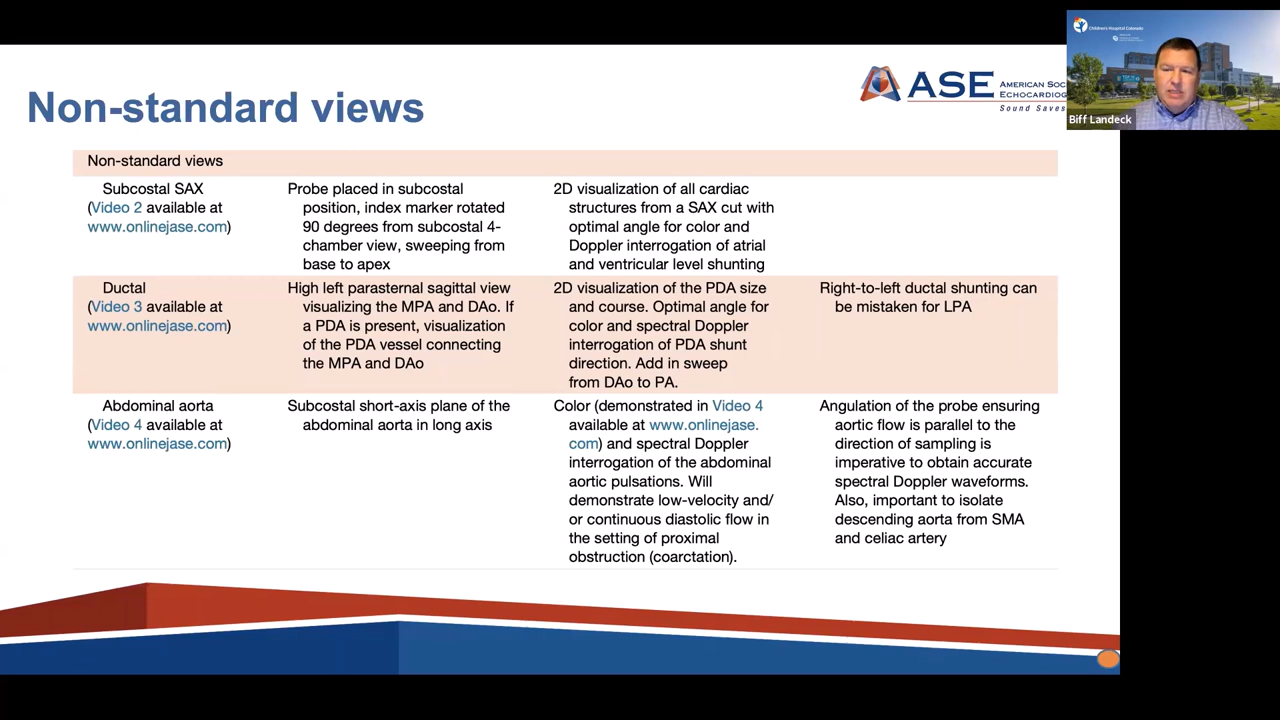 Non-standard views
ASE
AMERICAN SOC
ECHOCARDIOG
Sound Saves
Children's Hospital Colorado
Biff Landeck
Non-standard views
Subcostal SAX
(Video 2 available at
www.onlinejase.com)
Probe placed in subcostal
position, index marker rotated
90 degrees from subcostal 4-
chamber view, sweeping from
base to apex
2D visualization of all cardiac
structures from a SAX cut with
optimal angle for color and
Doppler interrogation of atrial
and ventricular level shunting
Ductal
(Video 3 available at
www.onlinejase.com)
High left parasternal sagittal view
visualizing the MPA and DAo. If
a PDA is present, visualization
of the PDA vessel connecting
the MPA and DAo
2D visualization of the PDA size
and course. Optimal angle for
color and spectral Doppler
interrogation of PDA shunt
direction. Add in sweep
from DAo to PA.
Right-to-left ductal shunting can
be mistaken for LPA
Abdominal aorta
(Video 4 available at
www.onlinejase.com)
Subcostal short-axis plane of the
abdominal aorta in long axis
Color (demonstrated in Video 4
available at www.onlinejase.
com) and spectral Doppler
interrogation of the abdominal
aortic pulsations. Will
demonstrate low-velocity and/
or continuous diastolic flow in
the setting of proximal
obstruction (coarctation).
Angulation of the probe ensuring
aortic flow is parallel to the
direction of sampling is
imperative to obtain accurate
spectral Doppler waveforms.
Also, important to isolate
descending aorta from SMA
and celiac artery